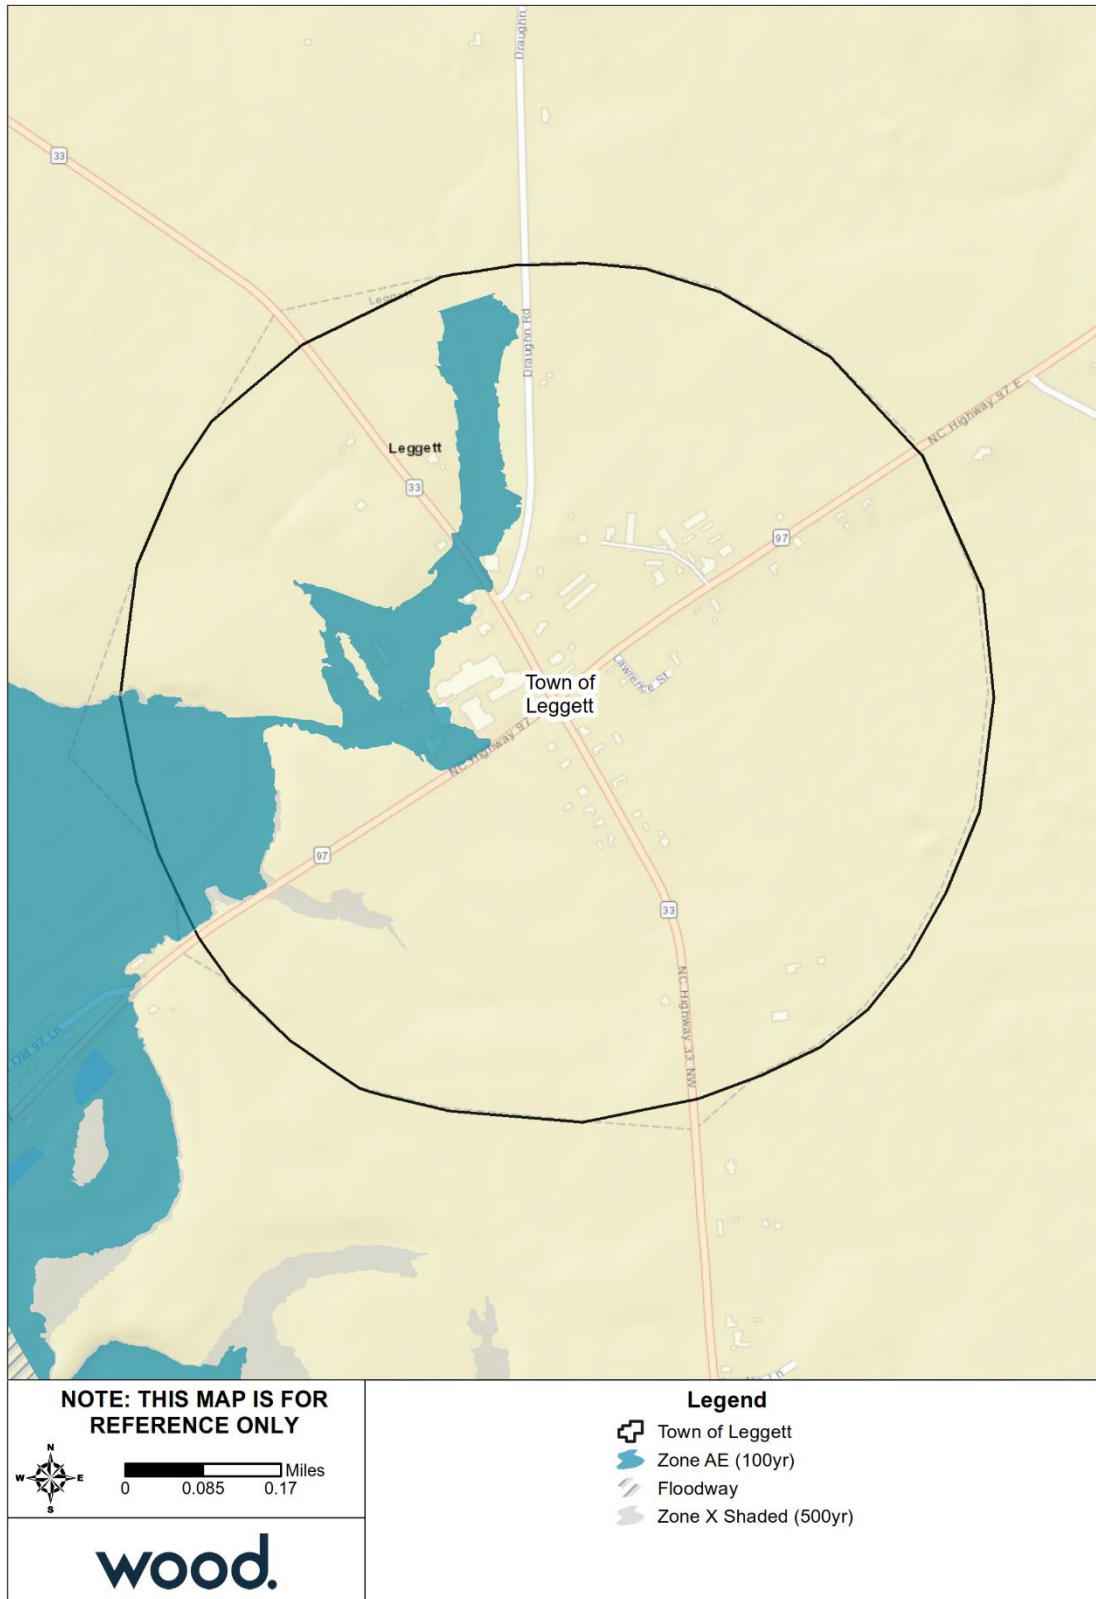 Draughn
33
Leggett
Draughn Rd
NC Highway 97 E
Leggett
33
97
Lawrence St
Town of
Leggett
NC Highway 97
97
33
NC Highway 33 NW
Old 97 Ln
NOTE: THIS MAP IS FOR
REFERENCE ONLY
N
W E
S
Miles
0 0.085 0.17
wood.
Legend
Town of Leggett
Zone AE (100yr)
Floodway
Zone X Shaded (500yr)